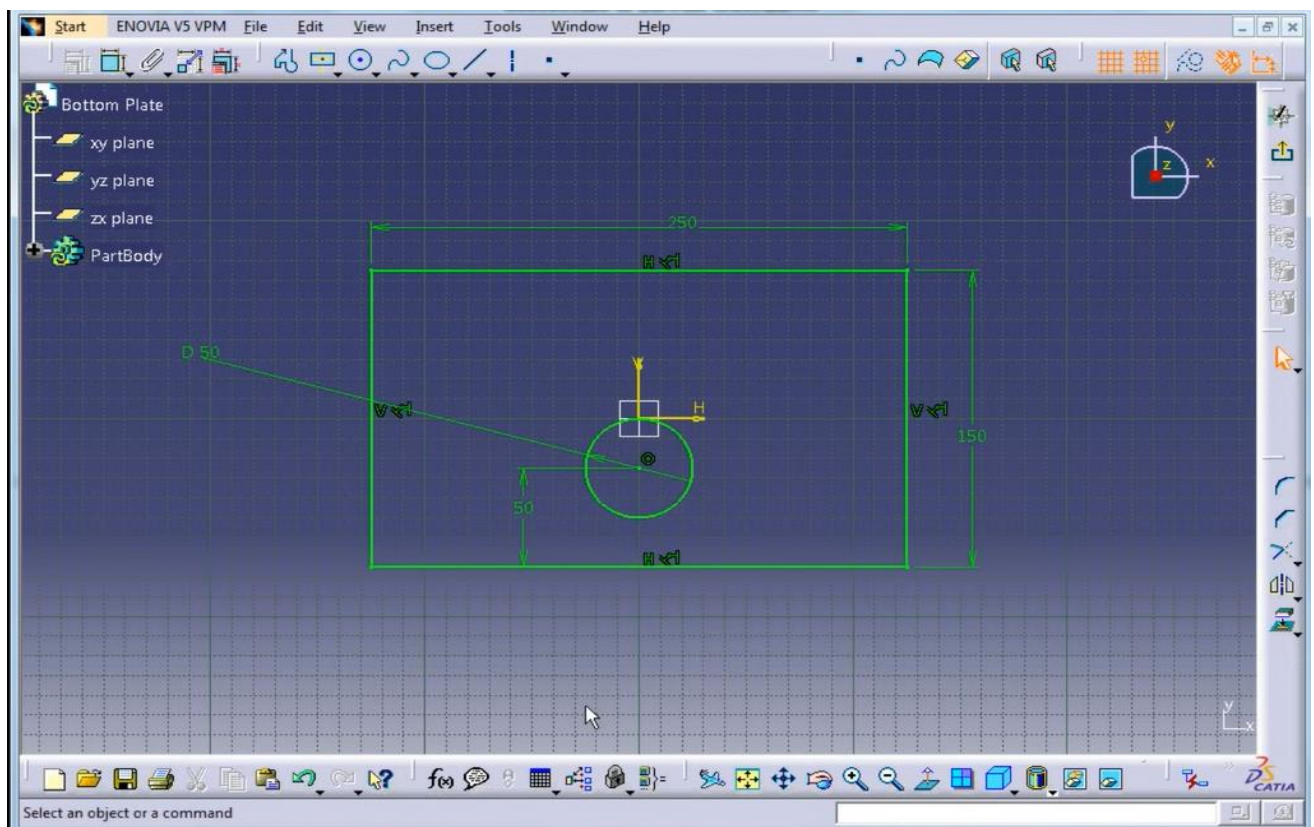 Start ENOVIA V5 VPM File Edit View Insert Tools Window Help
Bottom Plate
xy plane
yz plane
zx plane
PartBody
y
z x
250
H
D 50
V
H
V V
150
50
H
y
x
f(x)
CATIA
Select an object or a command